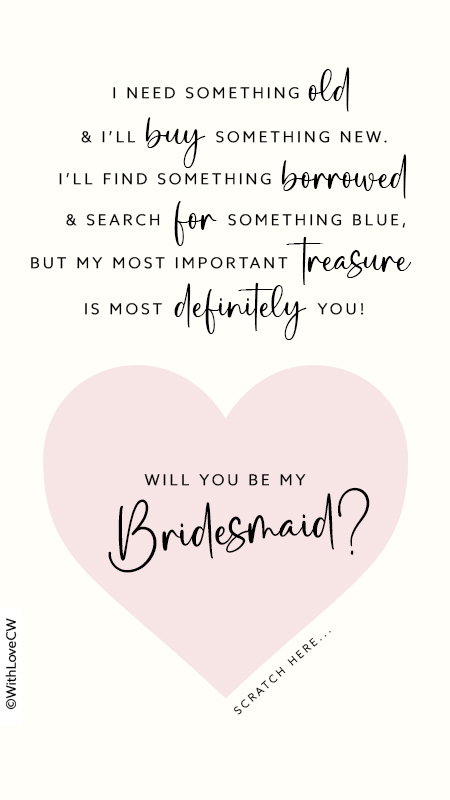 I NEED SOMETHING old
& I'LL buy SOMETHING NEW.
I'LL FIND SOMETHING borrowed
& SEARCH for SOMETHING BLUE,
BUT MY MOST IMPORTANT treasure
IS MOST definitely YOU!
WILL YOU BE MY
Bridesmaid?
SCRATCH HERE...
©WithLoveCW